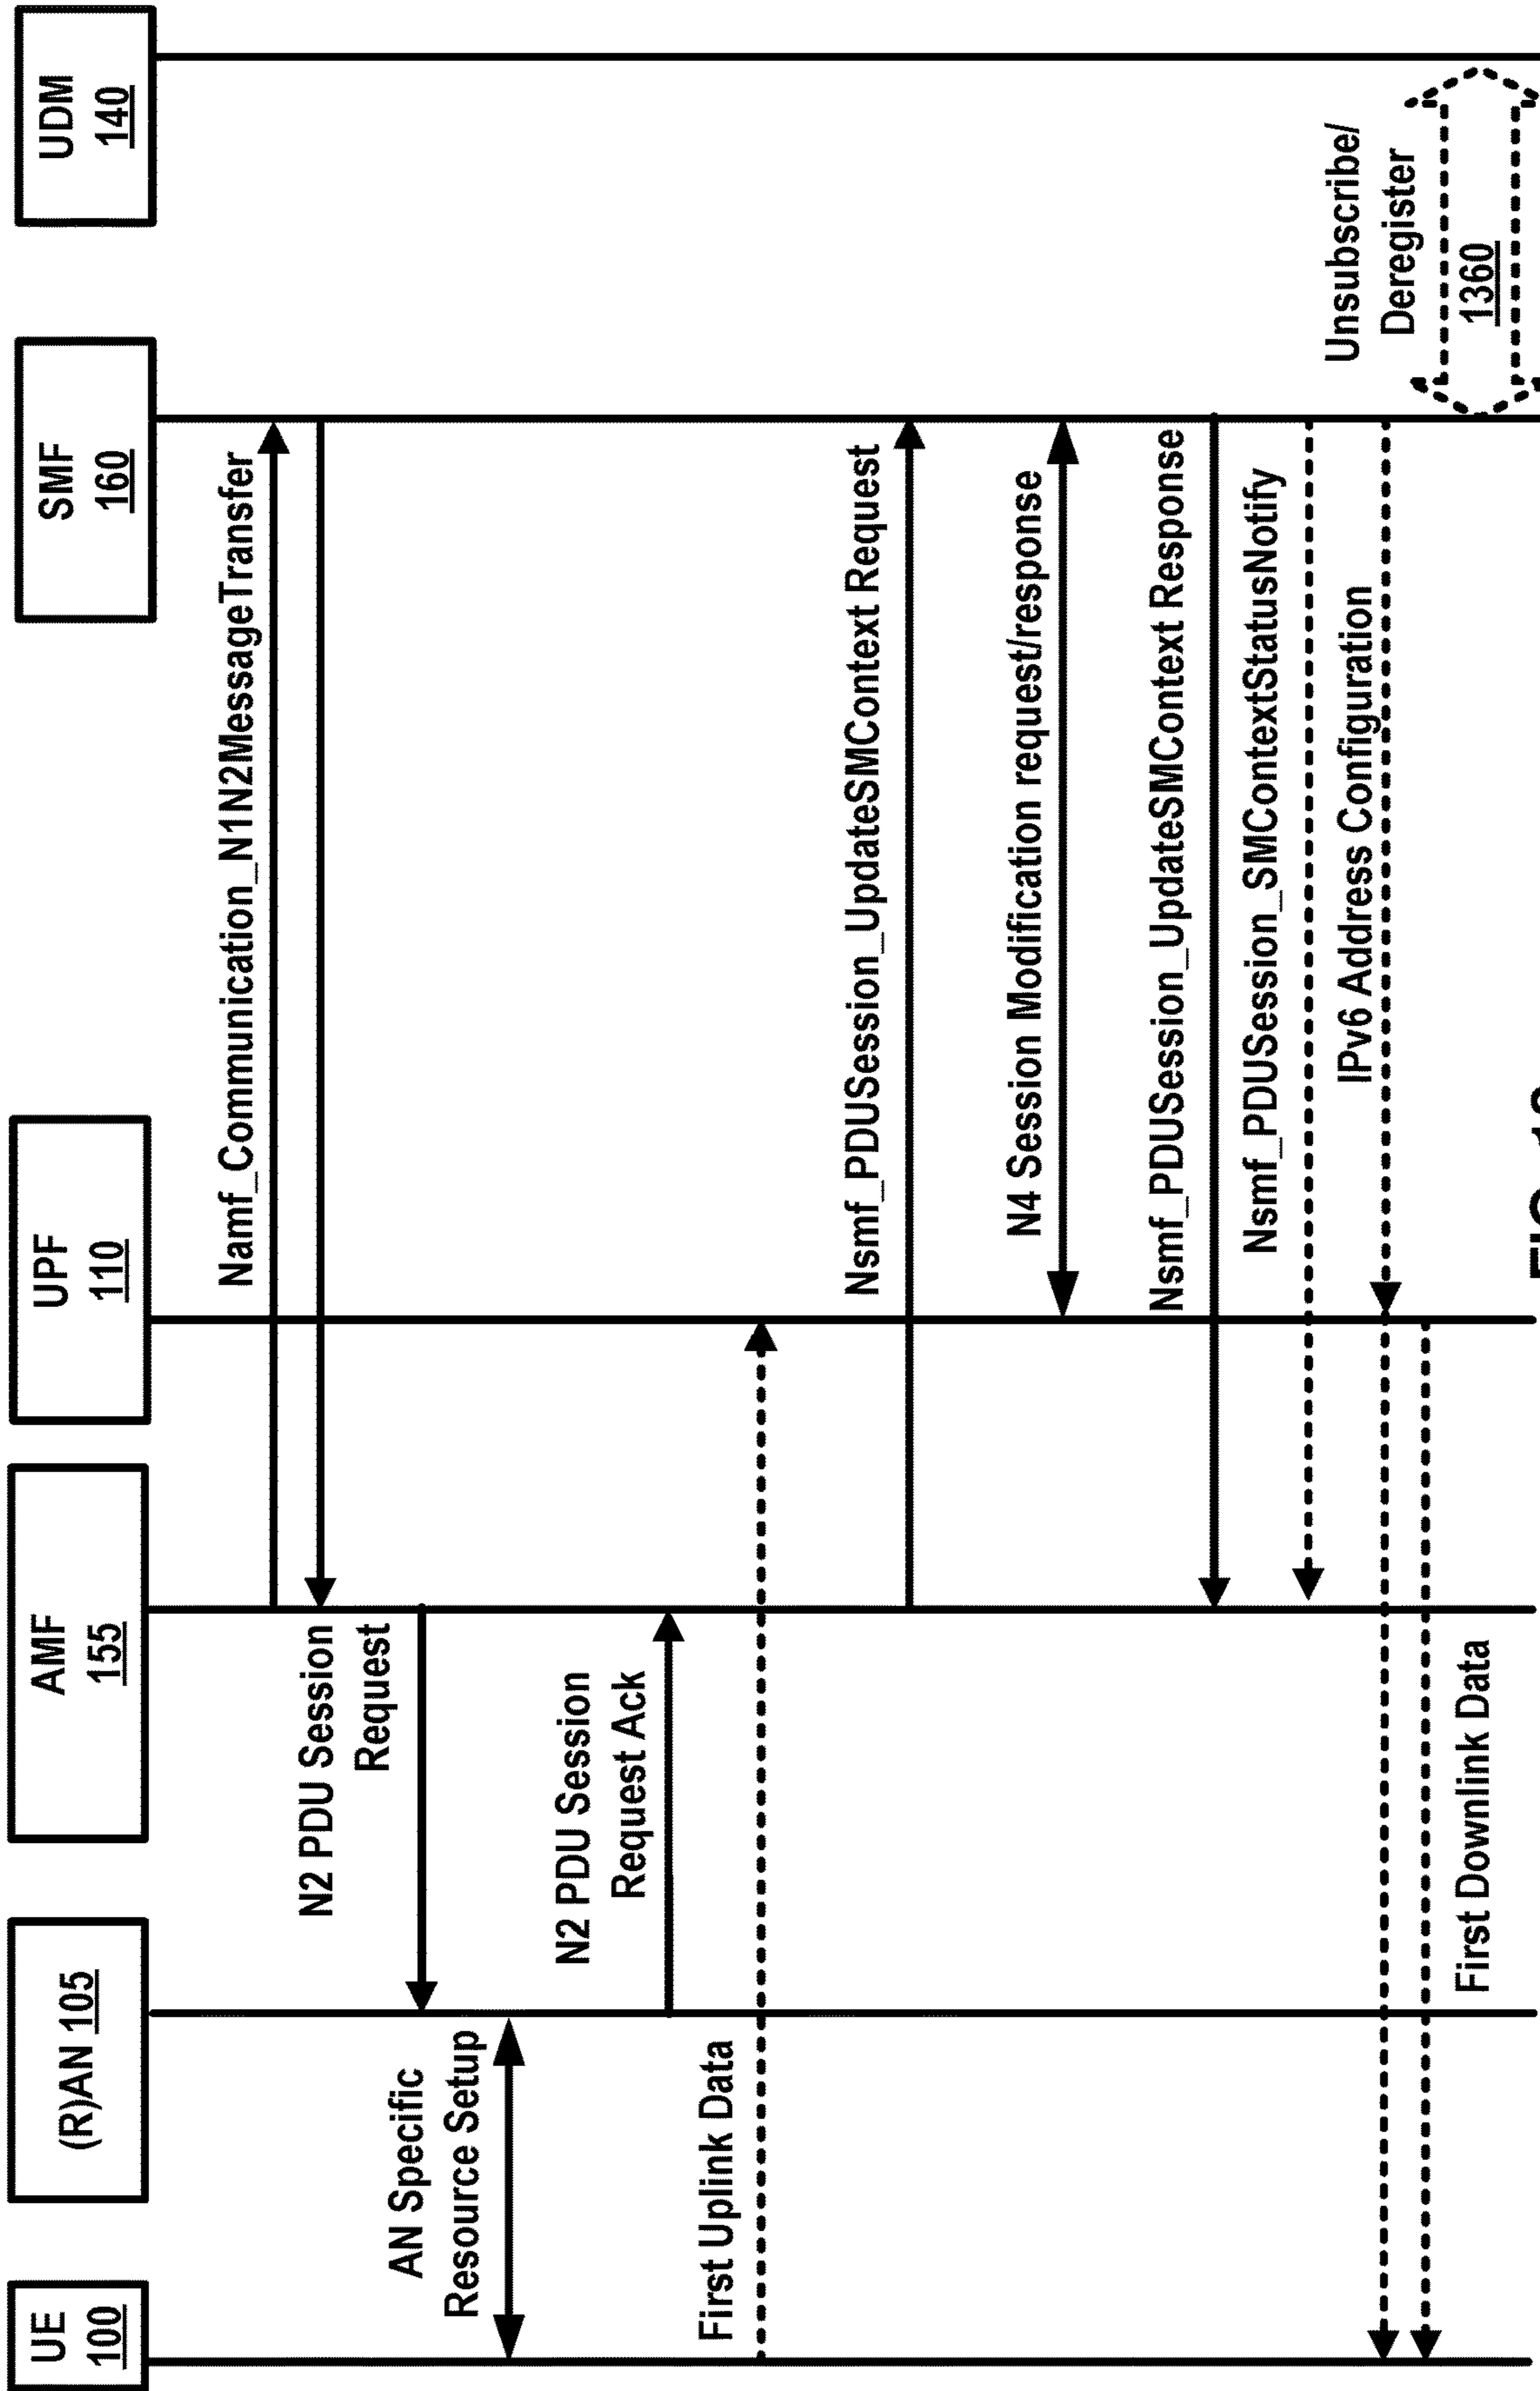 UE
100
(R)AN 105
AMF
155
UPF
110
SMF
160
UDM
140
Namf_Communication_N1N2MessageTransfer
N2 PDU Session
Request
AN Specific
Resource Setup
N2 PDU Session
Request Ack
First Uplink Data
Nsmf_PDUSession_UpdateSMContext Request
N4 Session Modification request/response
Nsmf_PDUSession_UpdateSMContext Response
Nsmf_PDUSession_SMContextStatusNotify
IPv6 Address Configuration
First Downlink Data
Unsubscribe/
Deregister
1360